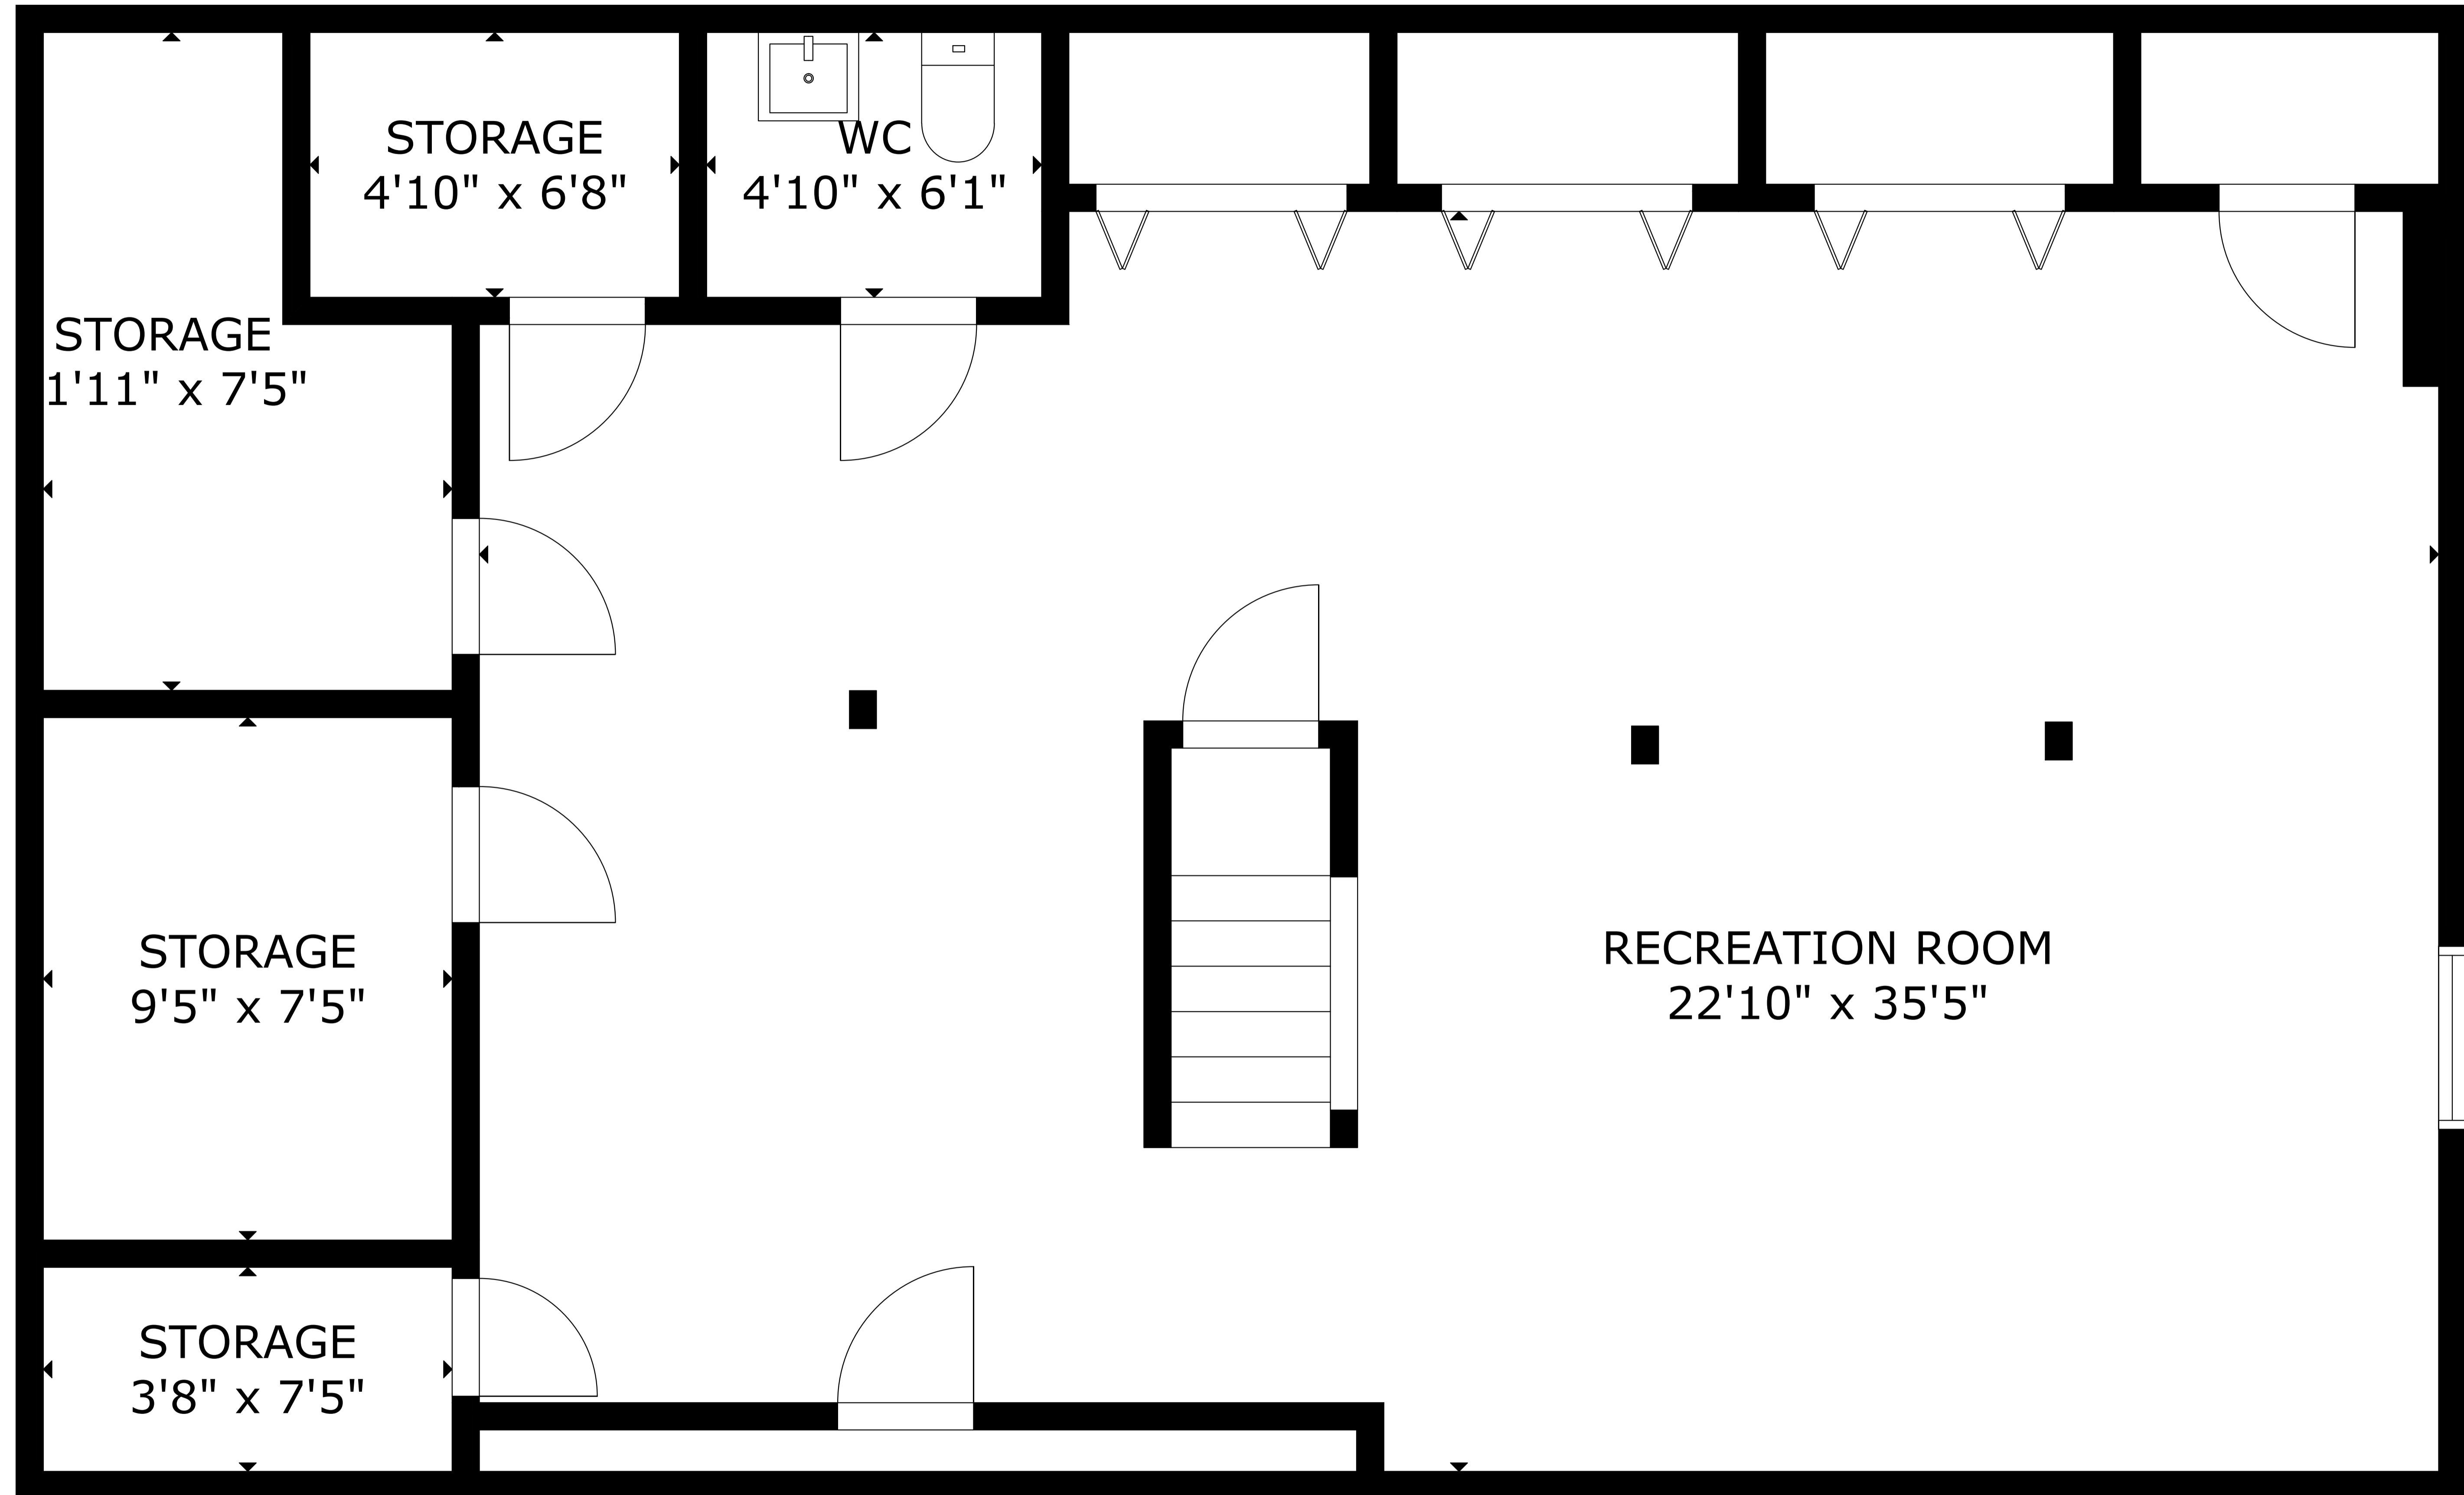 STORAGE
4'10" x 6'8"
WC
4'10" x 6'1"
STORAGE
1'11" x 7'5"
STORAGE
9'5" x 7'5"
RECREATION ROOM
22'10" x 35'5"
STORAGE
3'8" x 7'5"